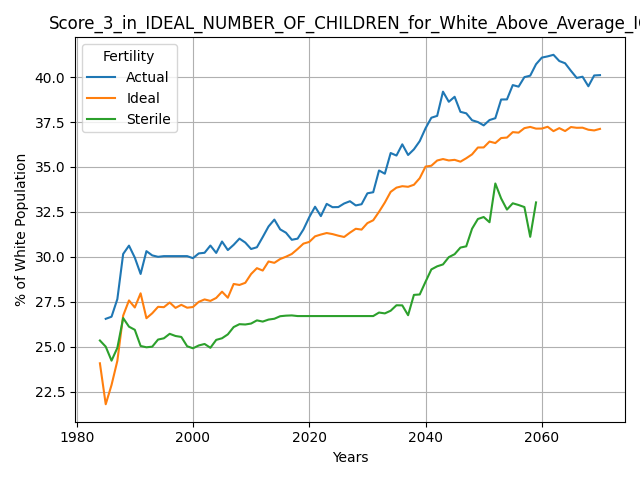 Score_3_in_IDEAL_NUMBER_OF_CHILDREN_for_White_Above_Average_I
Fertility
Actual
Ideal
Sterile
40.0
37.5
35.0
32.5
30.0
27.5
25.0
22.5
% of White Population
1980 2000 2020 2040 2060
Years